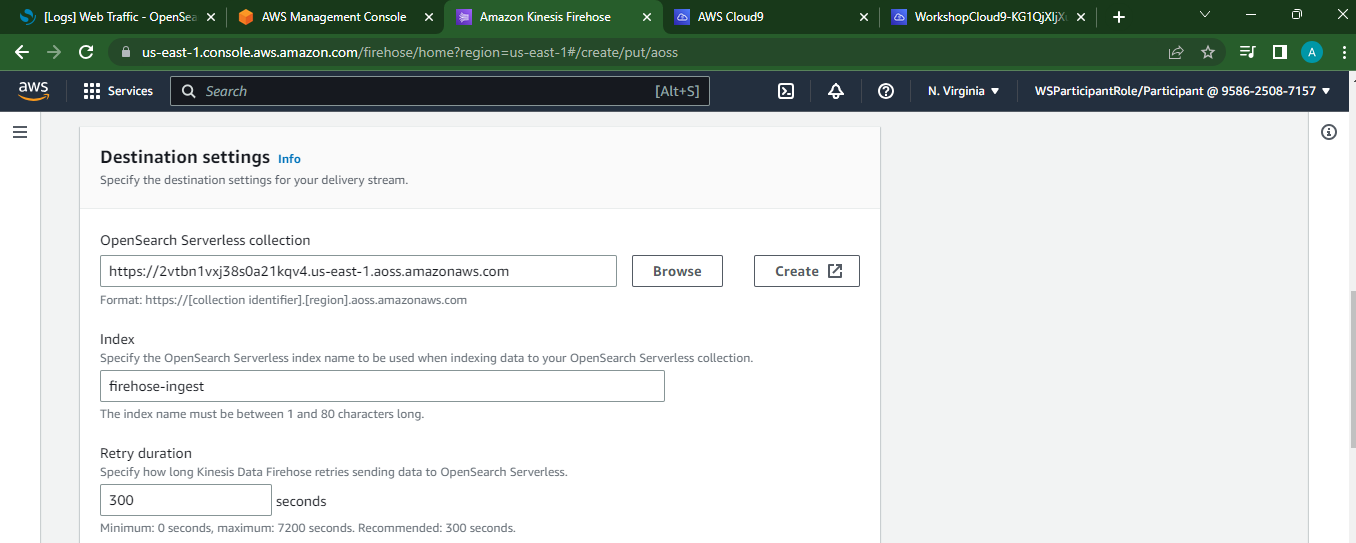 [Logs] Web Traffic - OpenSea
AWS Management Console
Amazon Kinesis Firehose
AWS Cloud9
us-east-1.console.aws.amazon.com/firehose/home?region=us-east-1#/create/put/aoss
A
aws
Services
Search
[Alt+S]
N. Virginia
WSParticipantRole/Participant @ 9586-2508-7157
Destination settings Info
Specify the destination settings for your delivery stream.
OpenSearch Serverless collection
https://2vtbn1vxj38s0a21kqv4.us-east-1.aoss.amazonaws.com
Browse
Create
Format: https://[collection identifier].[region].aoss.amazonaws.com
Index
Specify the OpenSearch Serverless index name to be used when indexing data to your OpenSearch Serverless collection.
firehose-ingest
The index name must be between 1 and 80 characters long.
Retry duration
Specify how long Kinesis Data Firehose retries sending data to OpenSearch Serverless.
300 seconds
Minimum: 0 seconds, maximum: 7200 seconds. Recommended: 300 seconds.